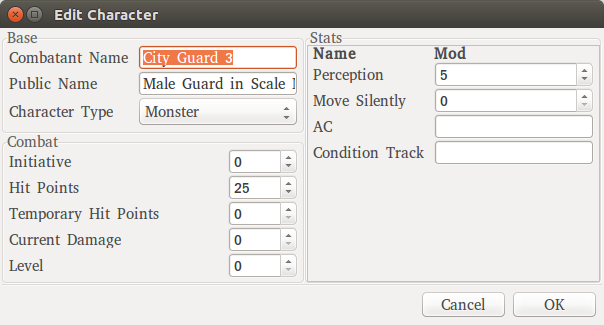 Edit Character
Base
Combatant Name City Guard 3
Public Name Male Guard in Scale
Character Type Monster
Combat
Initiative 0
Hit Points 25
Temporary Hit Points 0
Current Damage 0
Level 0
Stats
Name Mod
Perception 5
Move Silently 0
AC
Condition Track
Cancel OK